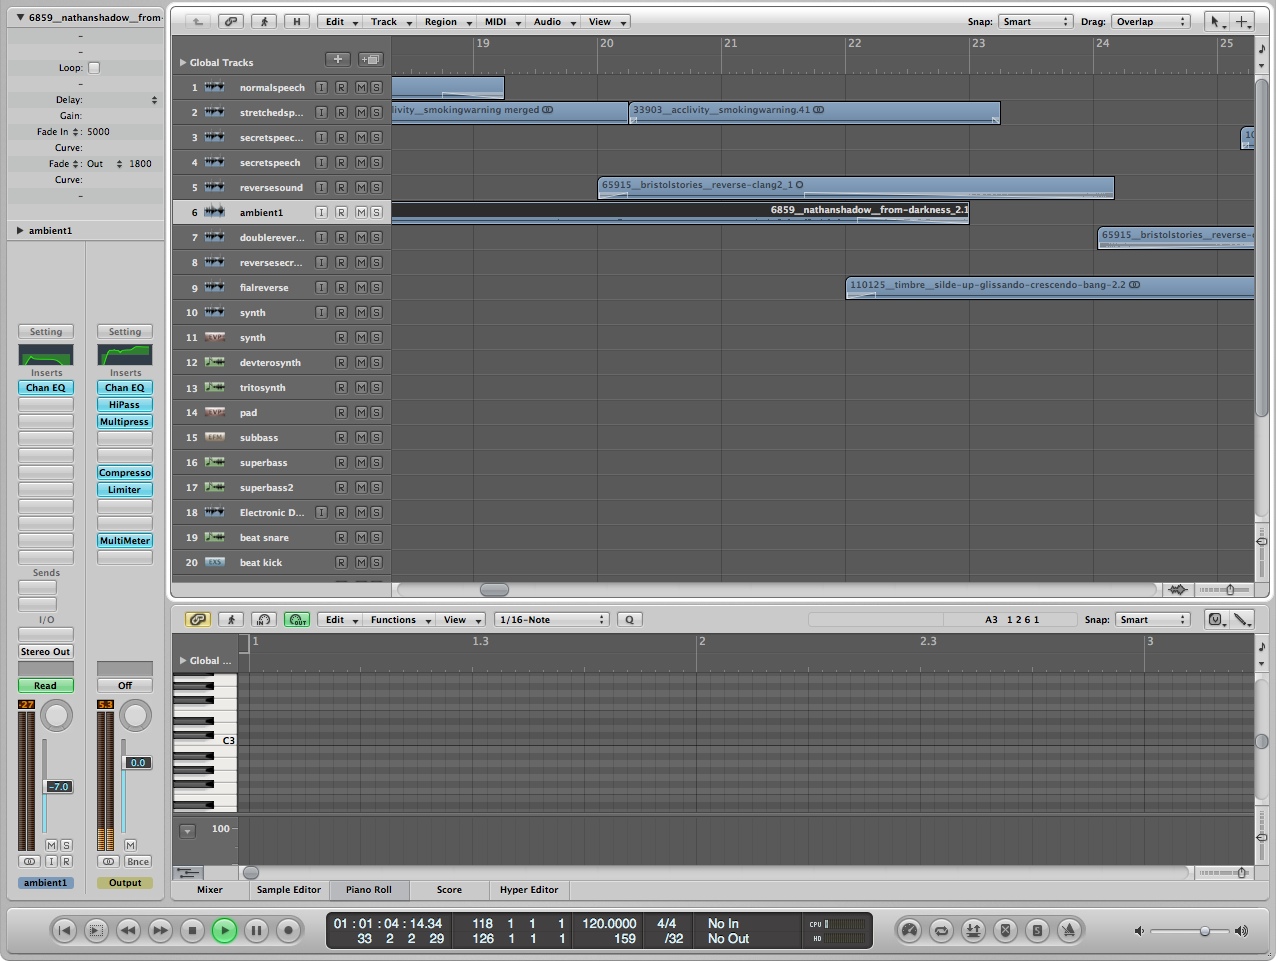 6859__nathanshadow__from-
Edit Track Region MIDI Audio View Snap: Smart Drag: Overlap
H
19 20 21 22 23 24 25
Global Tracks
Loop:
Delay:
Gain:
Fade In : 5000
Curve:
Fade : Out 1800
Curve:
ambient1
1 normalspeech I R M S
2 stretchedsp... I R M S
livity__smokingwarning merged
33903__acclivity__smokingwarning.41
3 secretspeec... I R M S
10
4 secretspeech I R M S
5 reversesound I R M S
65915__bristolstories__reverse-clang2_1
6 ambient1 I R M S
6859__nathanshadow__from-darkness_2.1
7 doublerever... I R M S
65915__bristolstories__reverse-c
8 reversesecr... I R M S
9 fialreverse I R M S
110125__timbre__silde-up-glissando-crescendo-bang-2.2
10 synth I R M S
11 synth R M S
12 devterosynth R M S
13 tritosynth R M S
14 pad R M S
15 EFM subbass R M S
16 superbass R M S
17 superbass2 R M S
18 Electronic D... I R M S
19 beat snare R M S
20 EXS beat kick R M S
Setting Setting
Inserts Inserts
Chan EQ Chan EQ
HiPass
Multipress
Compresso
Limiter
MultiMeter
Sends
I/O
Stereo Out
Read Off
-27 5.3
0.0
-7.0
M S M
I R Bnce
ambient1 Output
IN OUT Edit Functions View 1/16-Note Q A3 1 2 6 1 Snap: Smart
1 1.3 2 2.3 3
Global ...
C3
100
Mixer Sample Editor Piano Roll Score Hyper Editor
01 : 01 : 04 : 14.34 118 1 1 1 120.0000 4/4 No In CPU
33 2 2 29 126 1 1 1 159 /32 No Out HD
S